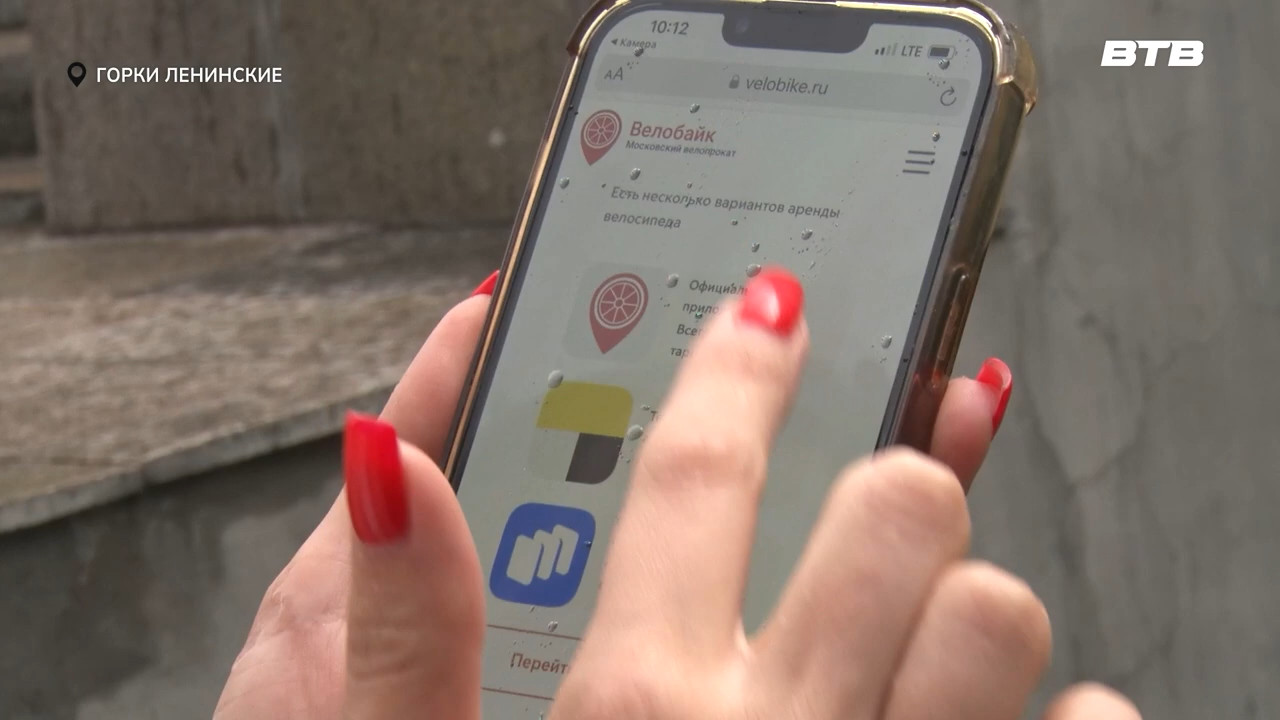 ГОРКИ ЛЕНИНСКИЕ
ВТВ
10:12
Камера
LTE
AA
velobike.ru
Велобайк
Московский велопрокат
Есть несколько вариантов аренды
велосипеда